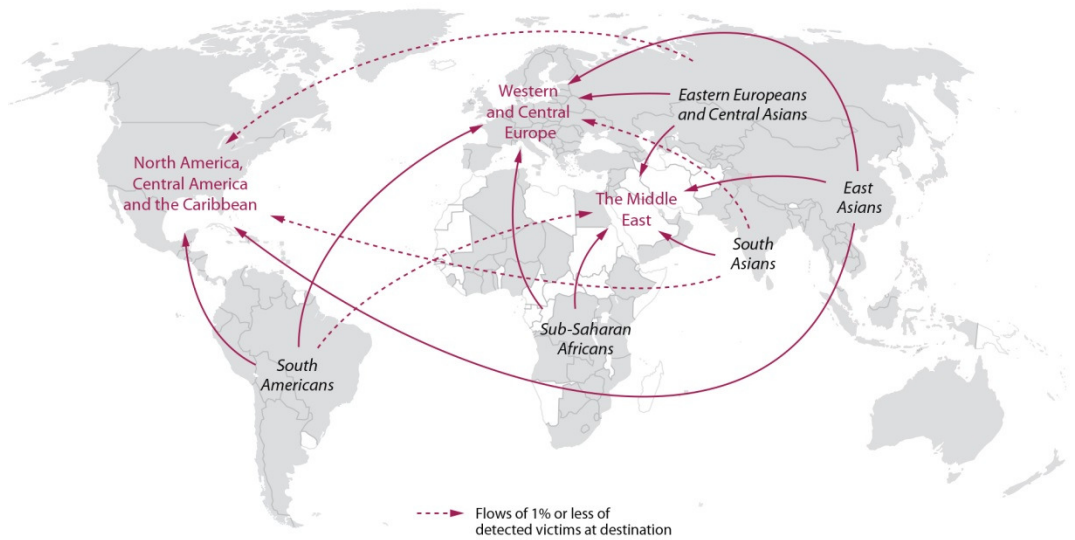 Western
and Central
Europe
Eastern Europeans
and Central Asians
North America,
Central America
and the Caribbean
The Middle
East
East
Asians
South
Asians
Sub-Saharan
Africans
South
Americans
Flows of 1% or less of
detected victims at destination